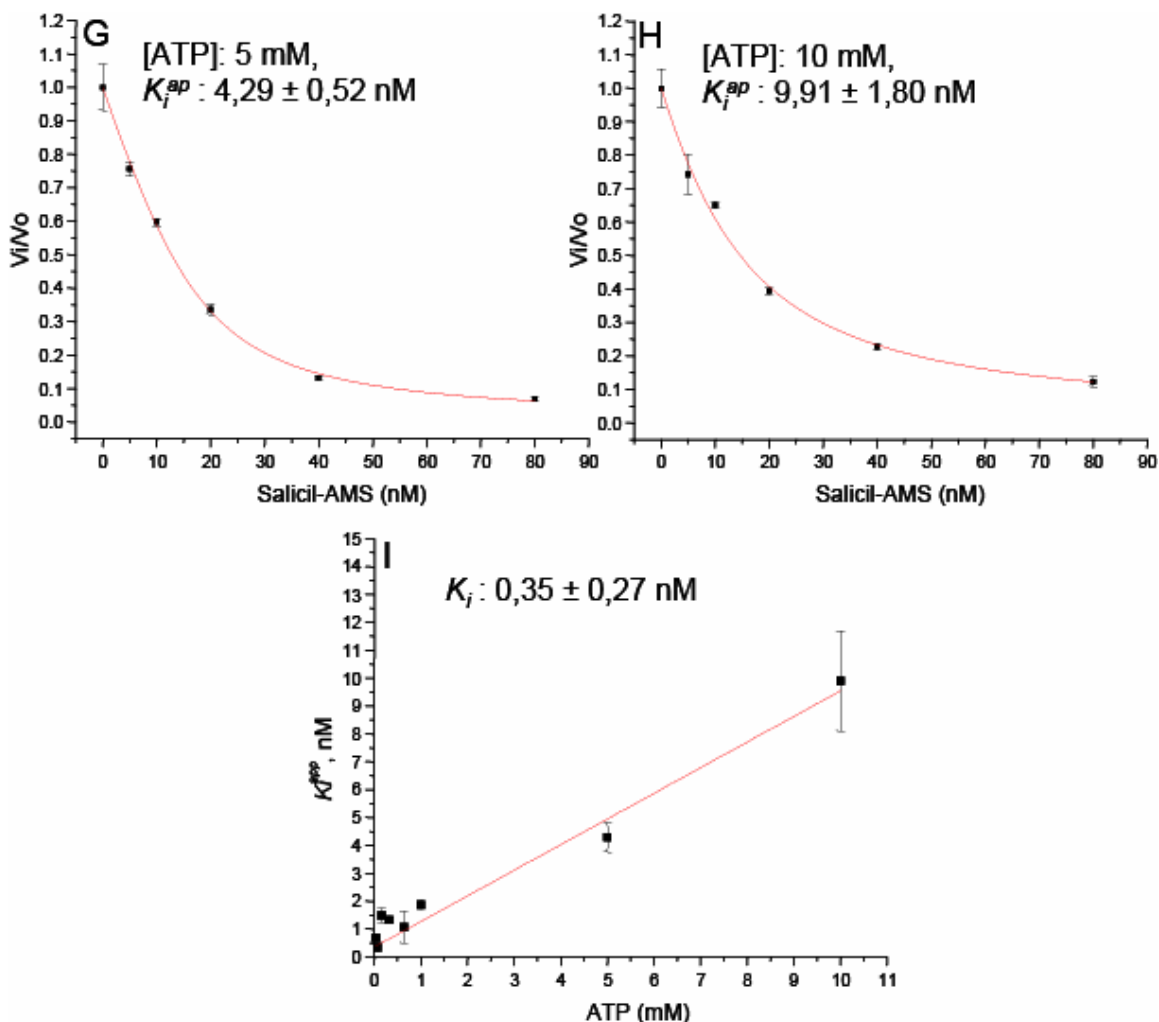 G
[ATP]: 5 mM,
Kᵢᵃᵖ : 4,29 ± 0,52 nM
1.2
1.1
1.0
0.9
0.8
0.7
0.6
0.5
0.4
0.3
0.2
0.1
0.0
Vi/Vo
0 10 20 30 40 50 60 70 80 90
Salicil-AMS (nM)
H
[ATP]: 10 mM,
Kᵢᵃᵖ : 9,91 ± 1,80 nM
1.2
1.1
1.0
0.9
0.8
0.7
0.6
0.5
0.4
0.3
0.2
0.1
0.0
Vi/Vo
0 10 20 30 40 50 60 70 80 90
Salicil-AMS (nM)
I
Kᵢ : 0,35 ± 0,27 nM
15
14
13
12
11
10
9
8
7
6
5
4
3
2
1
0
Kiᵃᵖᵖ, nM
0 1 2 3 4 5 6 7 8 9 10 11
ATP (mM)